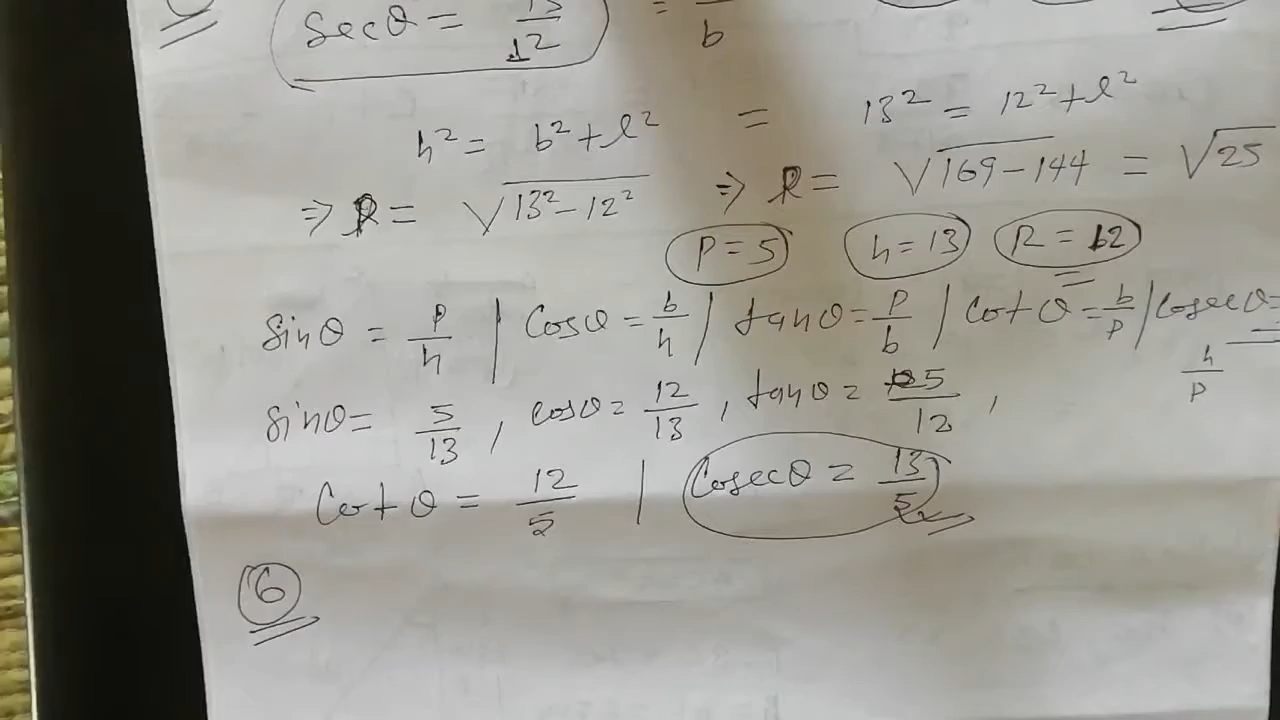 secθ = 13/12 = /b
h² = b² + l² = 13² = 12² + l²
⇒ P = √13² − 12² ⇒ R = √169 − 144 = √25
P = 5 h = 13 R = 12
sinθ = p/h | cosθ = b/h | tanθ = p/b | cotθ = b/p | cosecθ = h/p
sinθ = 5/13, cosθ = 12/13, tanθ = 5/12,
cotθ = 12/5 | cosecθ = 13/5
6